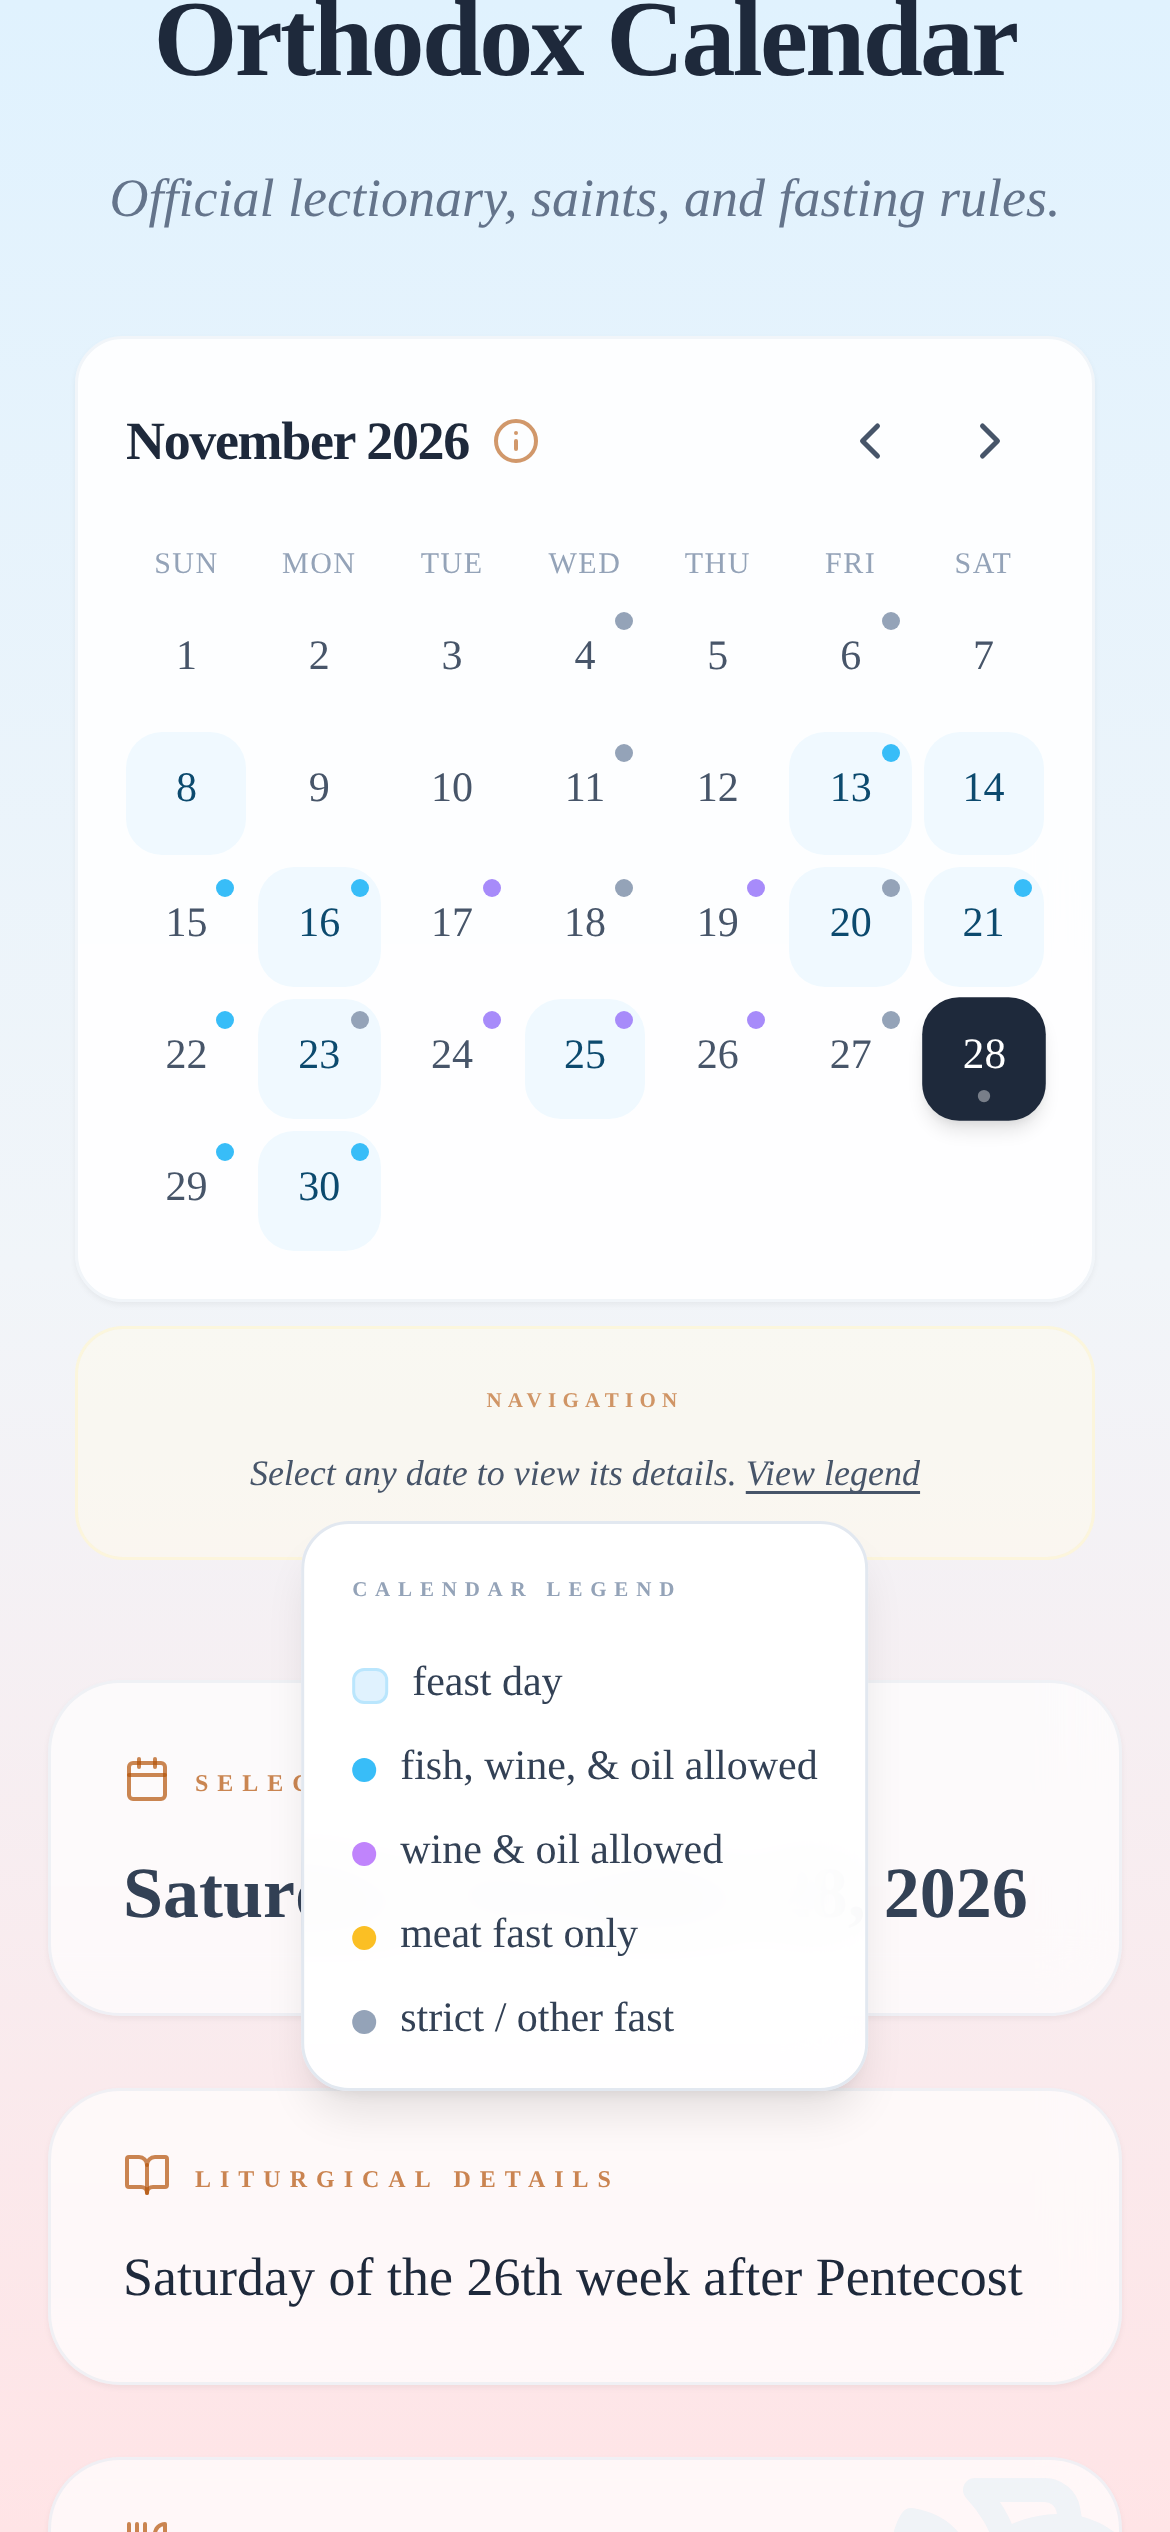 Orthodox Calendar
Official lectionary, saints, and fasting rules.
November 2026
SUN MON TUE WED THU FRI SAT
1 2 3 4 5 6 7
8 9 10 11 12 13 14
15 16 17 18 19 20 21
22 23 24 25 26 27 28
29 30
NAVIGATION
Select any date to view its details. View legend
CALENDAR LEGEND
feast day
fish, wine, & oil allowed
wine & oil allowed
meat fast only
strict / other fast
2026
LITURGICAL DETAILS
Saturday of the 26th week after Pentecost